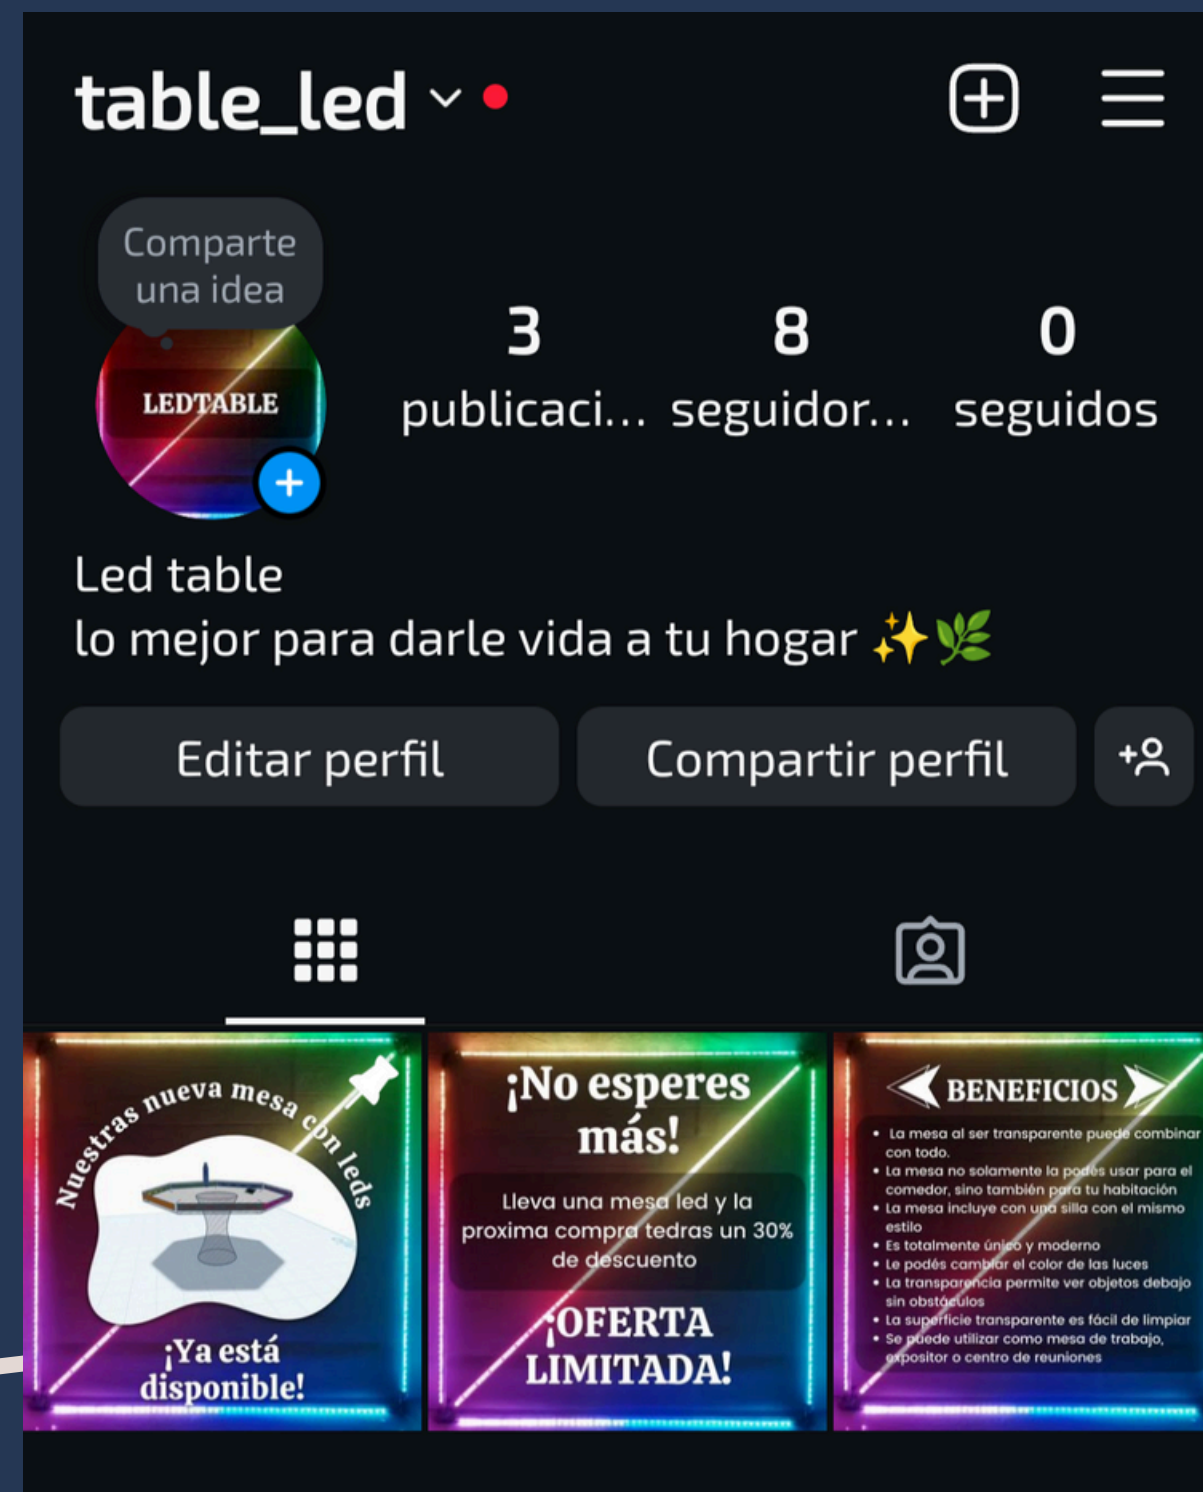 table_led
Comparte
una idea
LEDTABLE
3
publicaci...
8
seguidor...
0
seguidos
Led table
lo mejor para darle vida a tu hogar ✨🌿
Editar perfil
Compartir perfil
Nuestras nueva mesa con leds
¡Ya está
disponible!
¡No esperes
más!
Lleva una mesa led y la
proxima compra tedras un 30%
de descuento
¡OFERTA
LIMITADA!
BENEFICIOS
• La mesa al ser transparente puede combinar
con todo.
• La mesa no solamente la podés usar para el
comedor, sino también para tu habitación
• La mesa incluye con una silla con el mismo
estilo
• Es totalmente único y moderno
• Le podés cambiar el color de las luces
• La transparencia permite ver objetos debajo
sin obstáculos
• La superficie transparente es fácil de limpiar
• Se puede utilizar como mesa de trabajo,
expositor o centro de reuniones